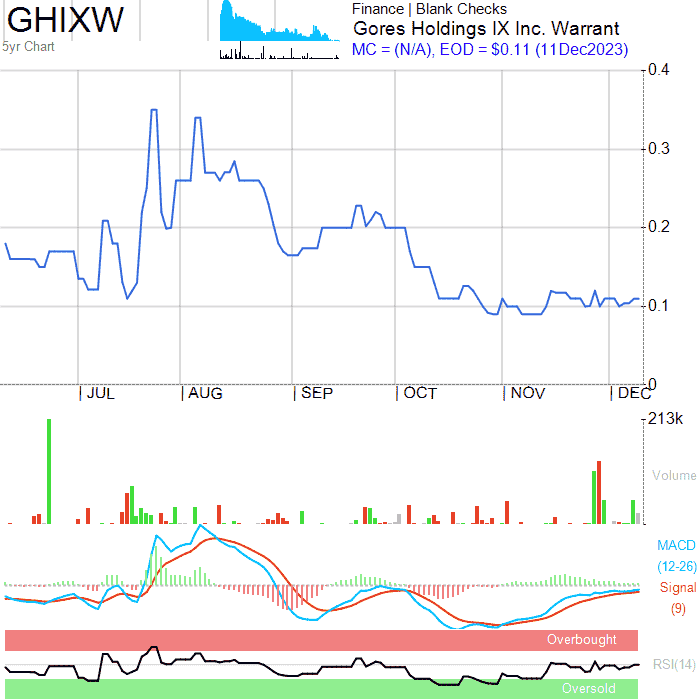 GHIXW
5yr Chart
Finance | Blank Checks
Gores Holdings IX Inc. Warrant
MC = (N/A), EOD = $0.11 (11Dec2023)
0.4
0.3
0.2
0.1
0
| JUL | AUG | SEP | OCT | NOV | DEC
213k
Volume
MACD
(12-26)
Signal
(9)
Overbought
RSI(14)
Oversold